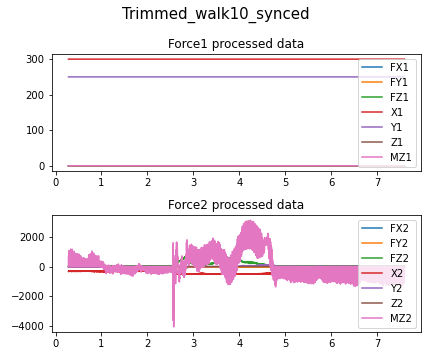 Trimmed_walk10_synced
Force1 processed data
300
200
100
0
FX1
FY1
FZ1
X1
Y1
Z1
MZ1
0 1 2 3 4 5 6 7
Force2 processed data
2000
0
−2000
−4000
FX2
FY2
FZ2
X2
Y2
Z2
MZ2
0 1 2 3 4 5 6 7